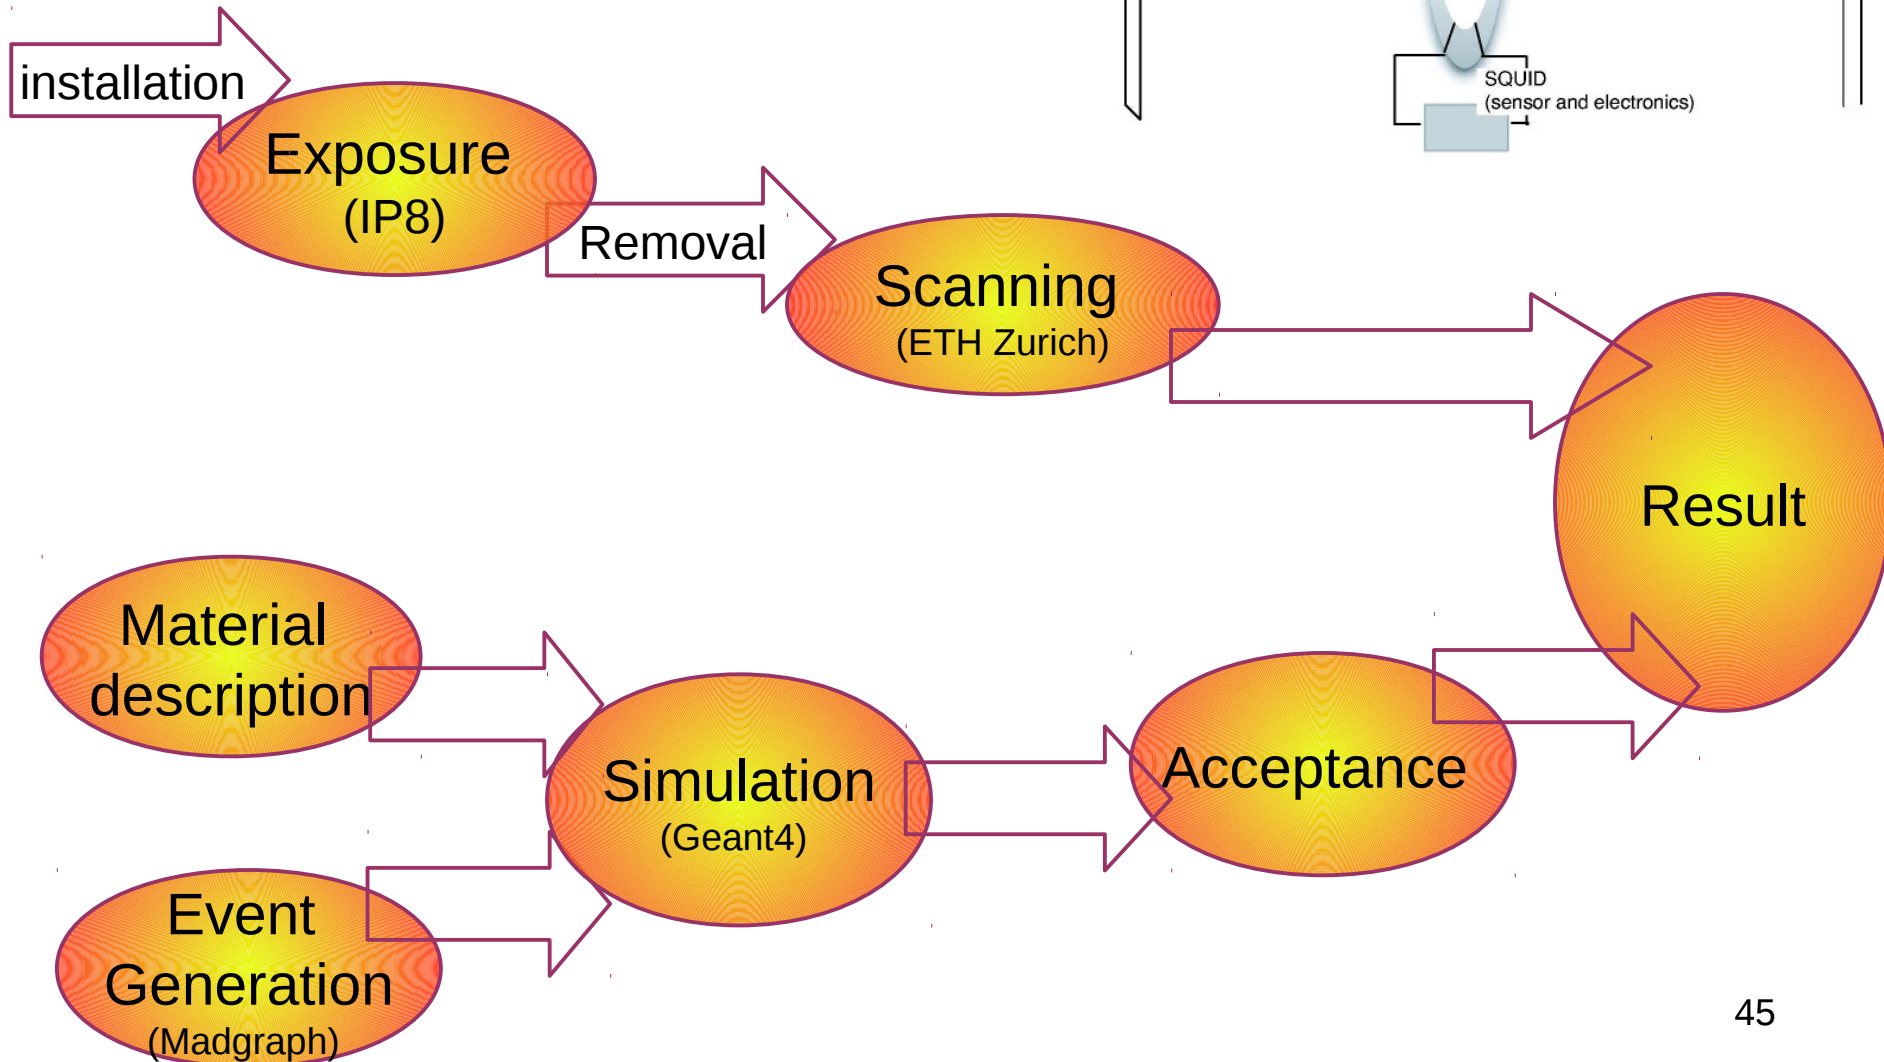 installation
SQUID
(sensor and electronics)
Exposure
(IP8)
Removal
Scanning
(ETH Zurich)
Result
Material
description
Simulation
(Geant4)
Acceptance
Event
Generation
(Madgraph)
45